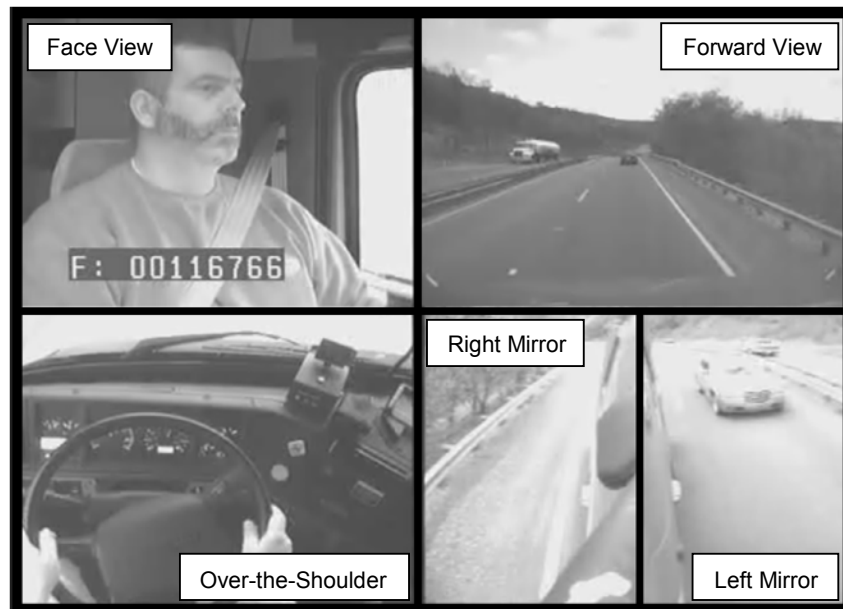 Face View
Forward View
F: 00116766
Right Mirror
Over-the-Shoulder
Left Mirror